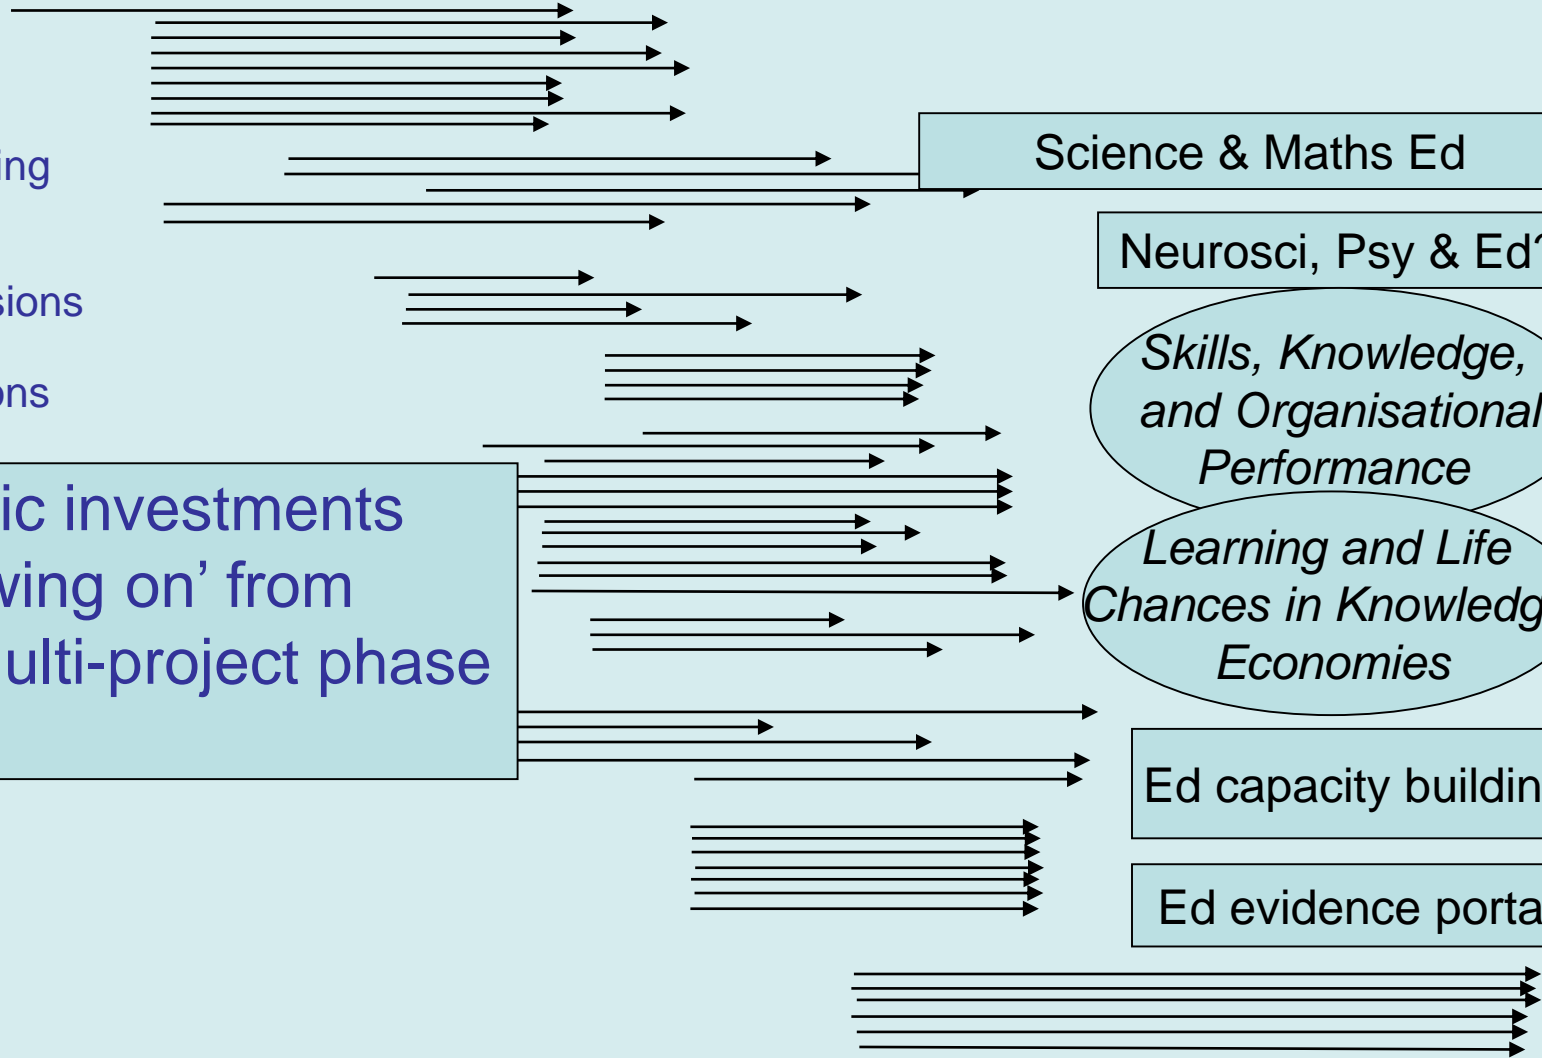 ing
Science & Maths Ed
Neurosci, Psy & Ed?
sions
Skills, Knowledge,
and Organisational
Performance
ons
ic investments
wing on’ from
ulti-project phase
Learning and Life
Chances in Knowledg
Economies
Ed capacity buildin
Ed evidence porta